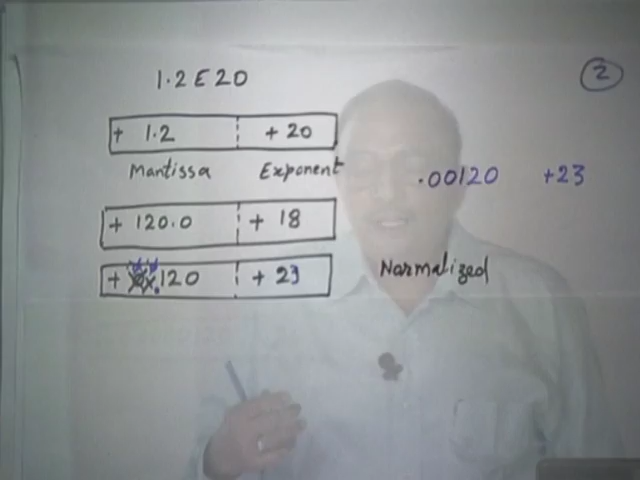 1.2 E 20
2
+ 1.2 + 20
Mantissa Exponent
.00120 +23
+ 120.0 + 18
+ .120 + 23
Normalized